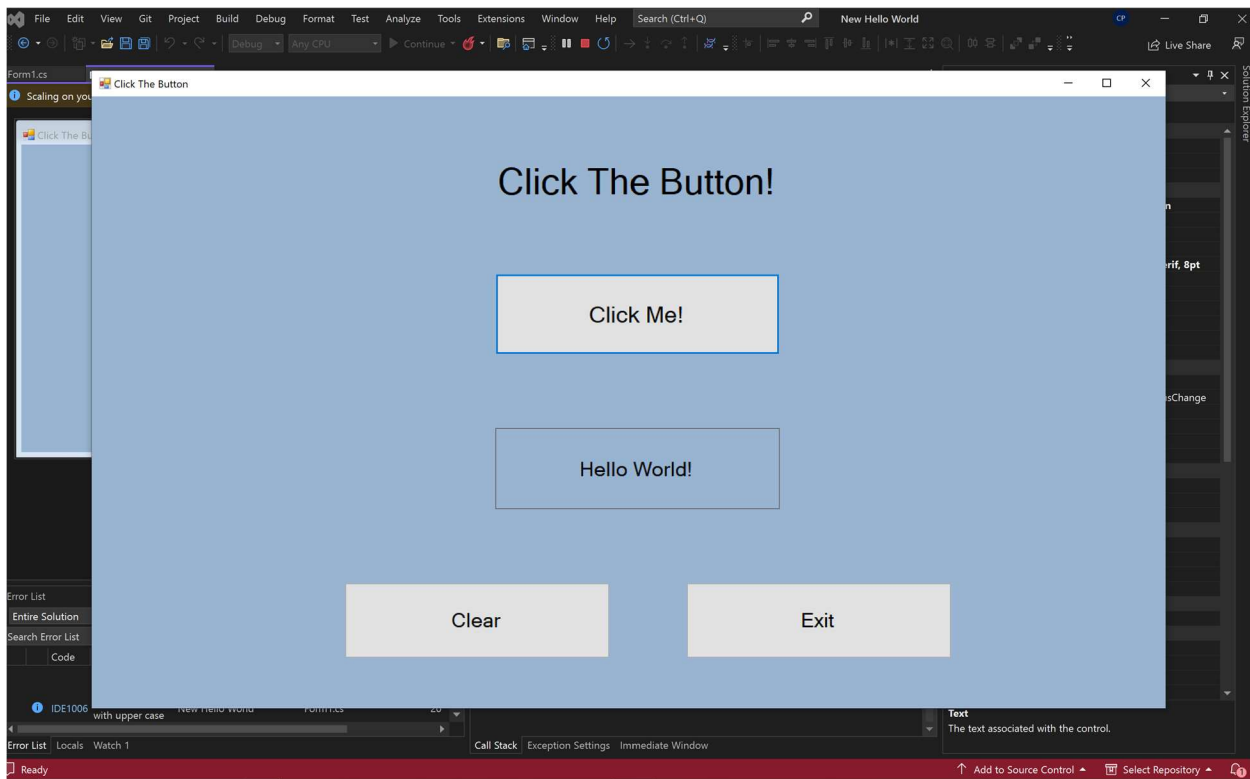 File Edit View Git Project Build Debug Format Test Analyze Tools Extensions Window Help Search (Ctrl+Q) New Hello World CP
Debug Any CPU Continue Live Share
Form1.cs
Scaling on you
Click The Button
Click The Bu
Click The Button!
Click Me!
Hello World!
Clear Exit
Solution Explorer
n
erif, 8pt
usChange
Error List
Entire Solution
Search Error List
Code
IDE1006 with upper case New Hello World Form1.cs 20
Text
The text associated with the control.
Error List Locals Watch 1 Call Stack Exception Settings Immediate Window
Ready Add to Source Control Select Repository